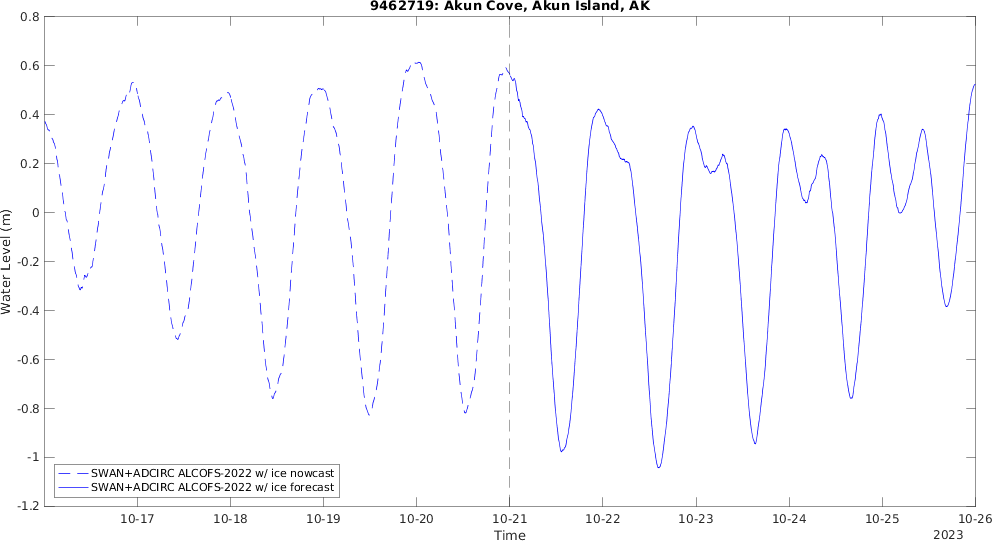 9462719: Akun Cove, Akun Island, AK
0.8
0.6
0.4
0.2
0
-0.2
-0.4
-0.6
-0.8
-1
-1.2
Water Level (m)
SWAN+ADCIRC ALCOFS-2022 w/ ice nowcast
SWAN+ADCIRC ALCOFS-2022 w/ ice forecast
10-17 10-18 10-19 10-20 10-21 10-22 10-23 10-24 10-25 10-26
Time
2023